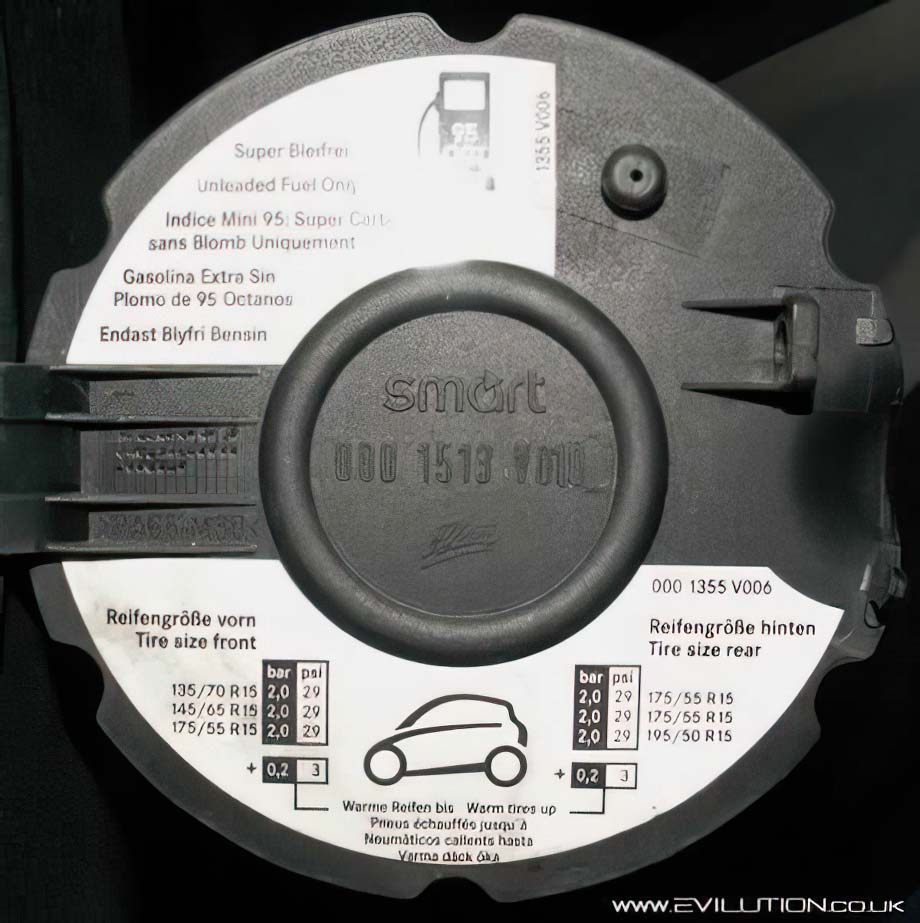 95
1355 V006
Super Bleifrei
Unleaded Fuel Only
Indice Mini 95: Super Carb.
sans Blomb Uniquement
Gasolina Extra Sin
Plomo de 95 Octanos
Endast Blyfri Bensin
smart
000 1513 V010
000 1355 V006
Reifengröße vorn
Tire size front
Reifengröße hinten
Tire size rear
bar psi
135/70 R15 2,0 29
145/65 R15 2,0 29
175/55 R15 2,0 29
+ 0,2 3
bar psi
2,0 29 175/55 R15
2,0 29 175/55 R15
2,0 29 195/50 R15
+ 0,2 3
Warme Reifen bis Warm tires up
Pneus échauffés jusqu'à
Neumáticos calientes hasta
Varma däck öka
www.EVILUTION.co.uk